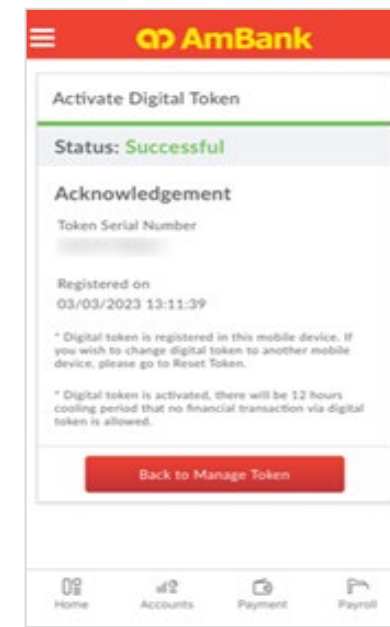 AmBank
Activate Digital Token
Status: Successful
Acknowledgement
Token Serial Number
Registered on
03/03/2023 13:11:39
* Digital token is registered in this mobile device. If
you wish to change digital token to another mobile
device, please go to Reset Token.
* Digital token is activated, there will be 12 hours
cooling period that no financial transaction via digital
token is allowed.
Back to Manage Token
Home Accounts Payment Payroll